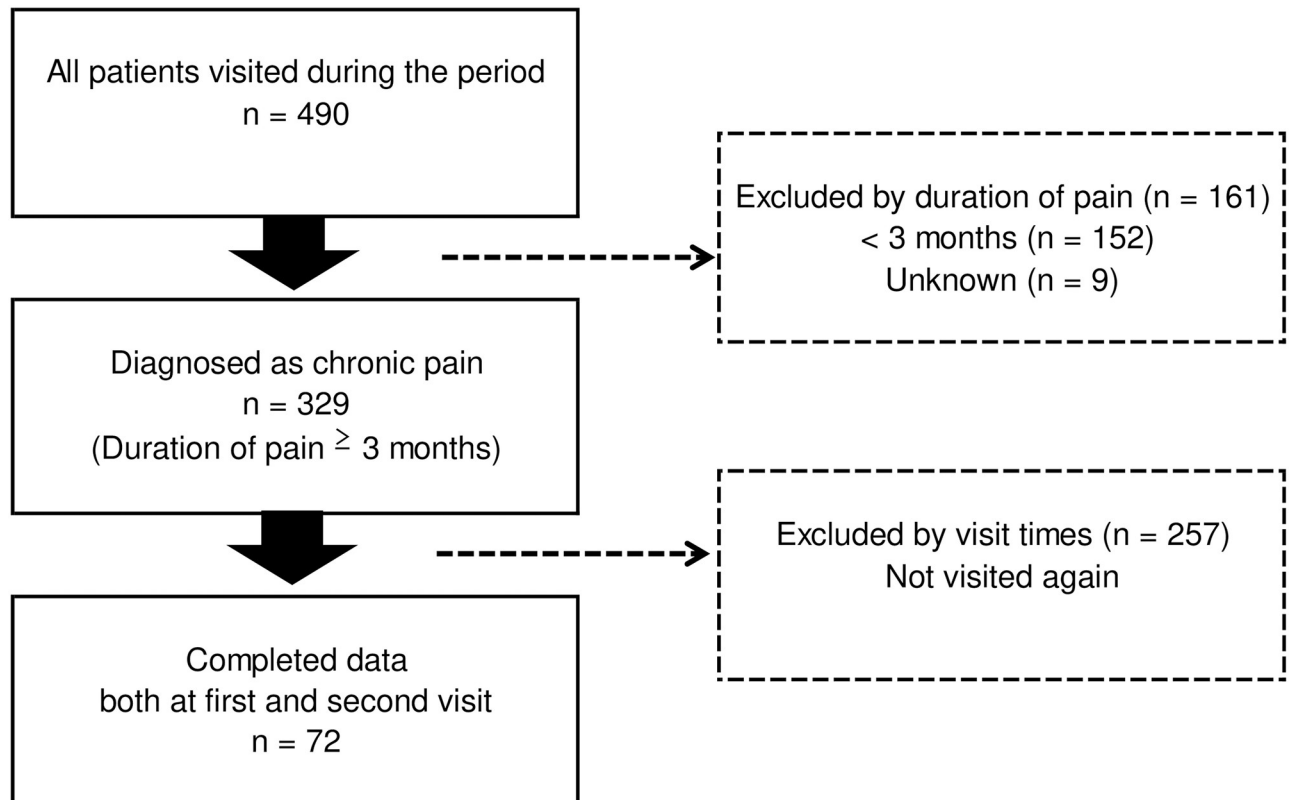 All patients visited during the period
n = 490
Excluded by duration of pain (n = 161)
< 3 months (n = 152)
Unknown (n = 9)
Diagnosed as chronic pain
n = 329
(Duration of pain ≥ 3 months)
Excluded by visit times (n = 257)
Not visited again
Completed data
both at first and second visit
n = 72